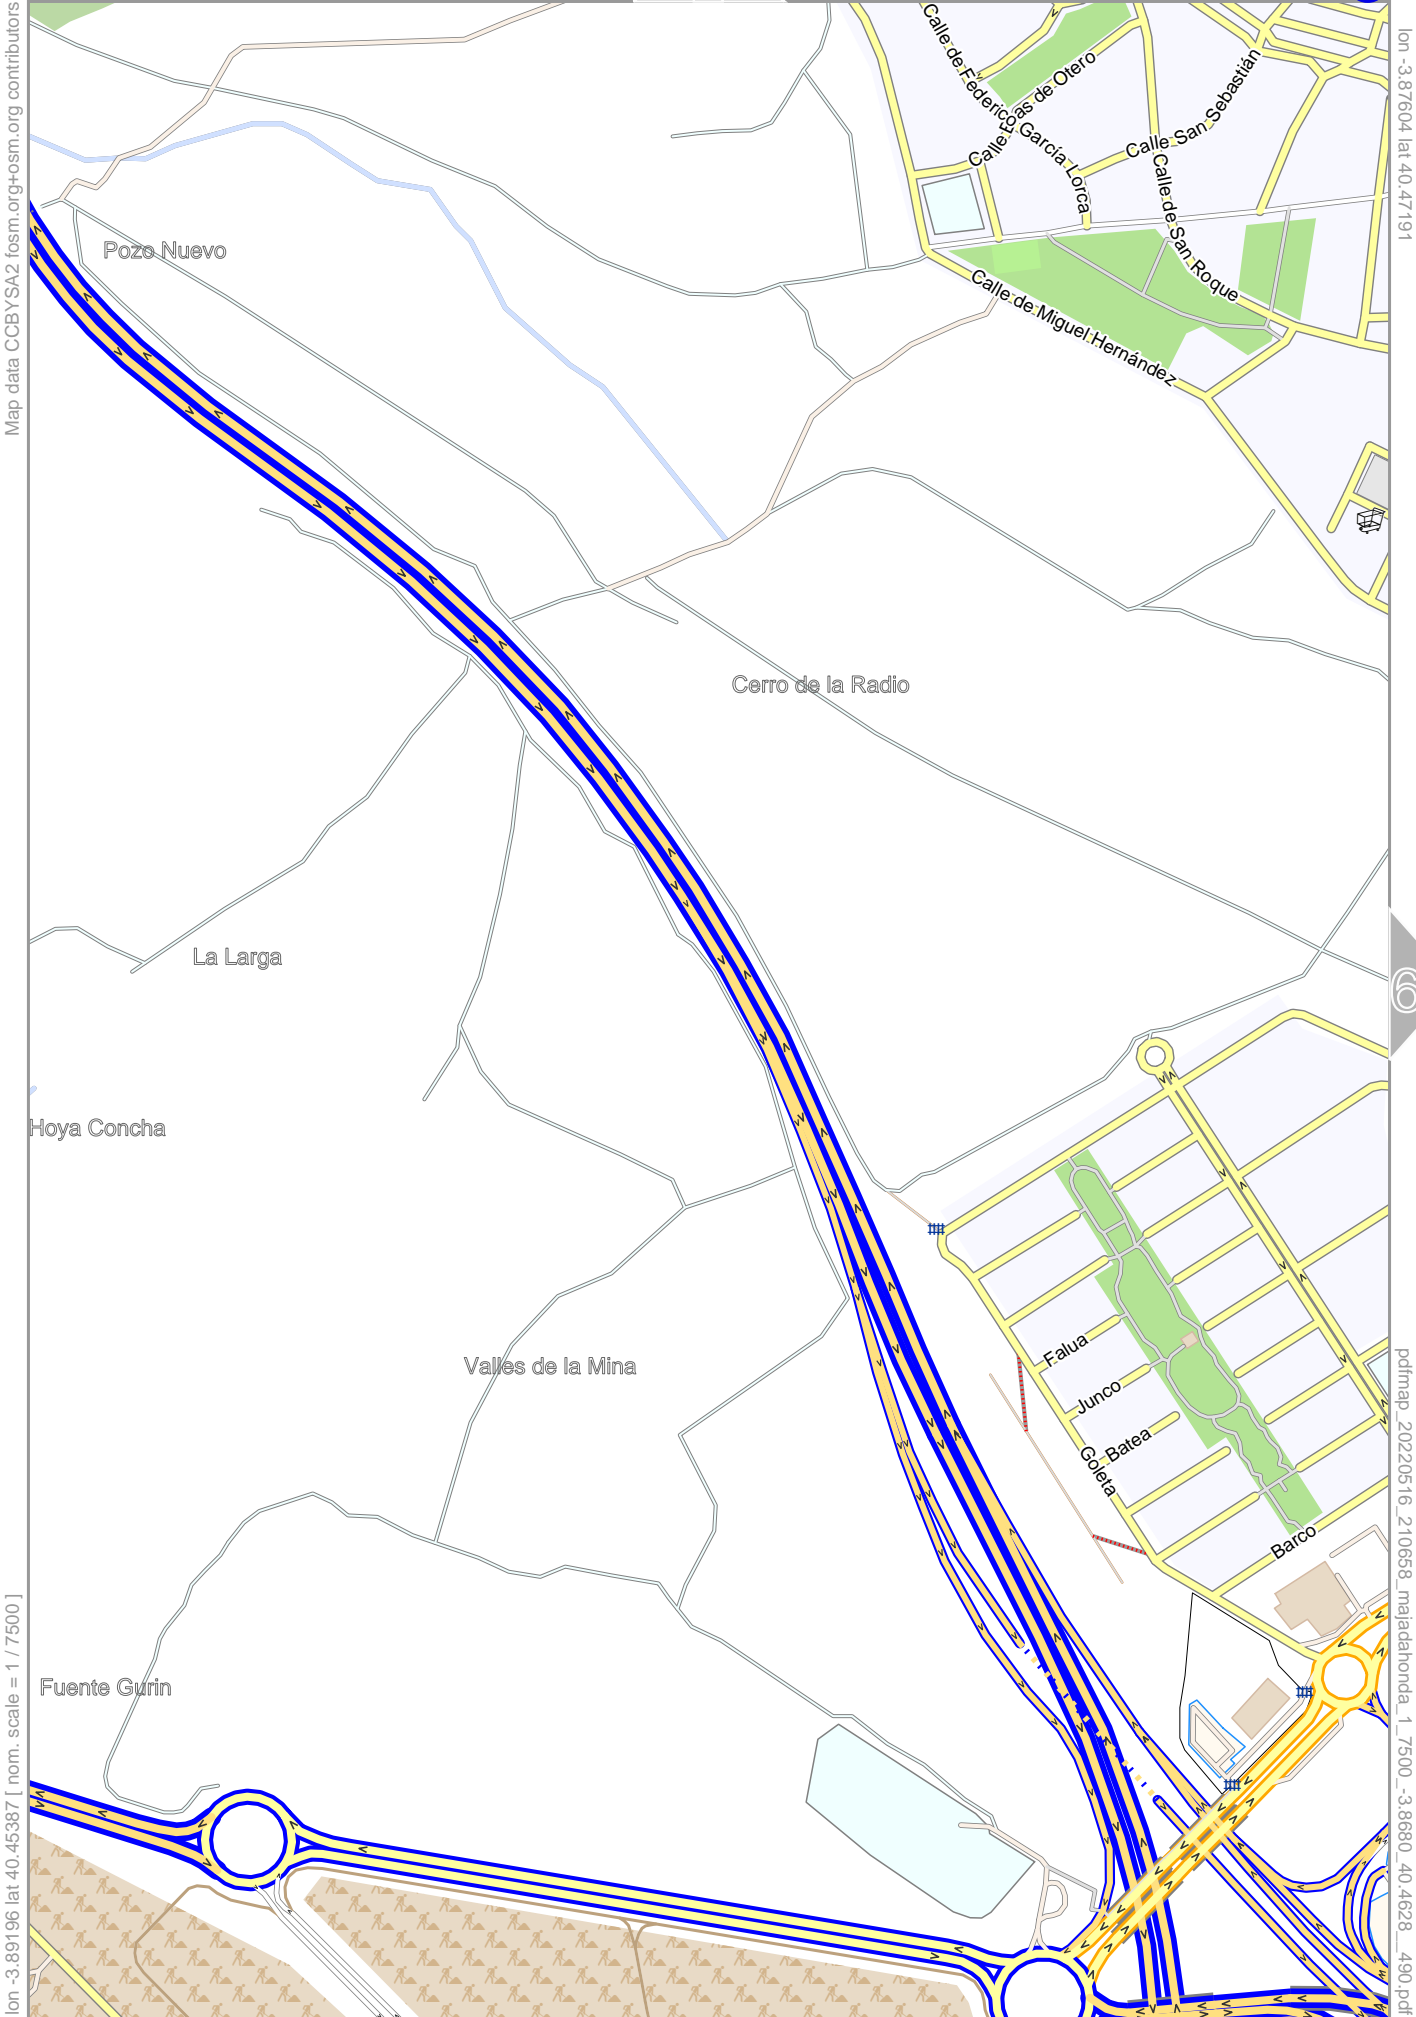 Map data CCBYSA2 fosm.org+osm.org contributors
lon -3.87604 lat 40.47191
Calle de Federico García Lorca
Calle Eras de Otero
Calle San Sebastián
Calle de San Roque
Calle de Miguel Hernández
Pozo Nuevo
Cerro de la Radio
La Larga
6
Hoya Concha
Valles de la Mina
Falua
Junco
Batea
Goleta
Barco
Fuente Gurin
lon -3.89196 lat 40.45387 [ nom. scale = 1 / 7500 ]
pdfmap_20220516_210658_majadahonda_1_7500_-3.8680_40.4628__490.pdf